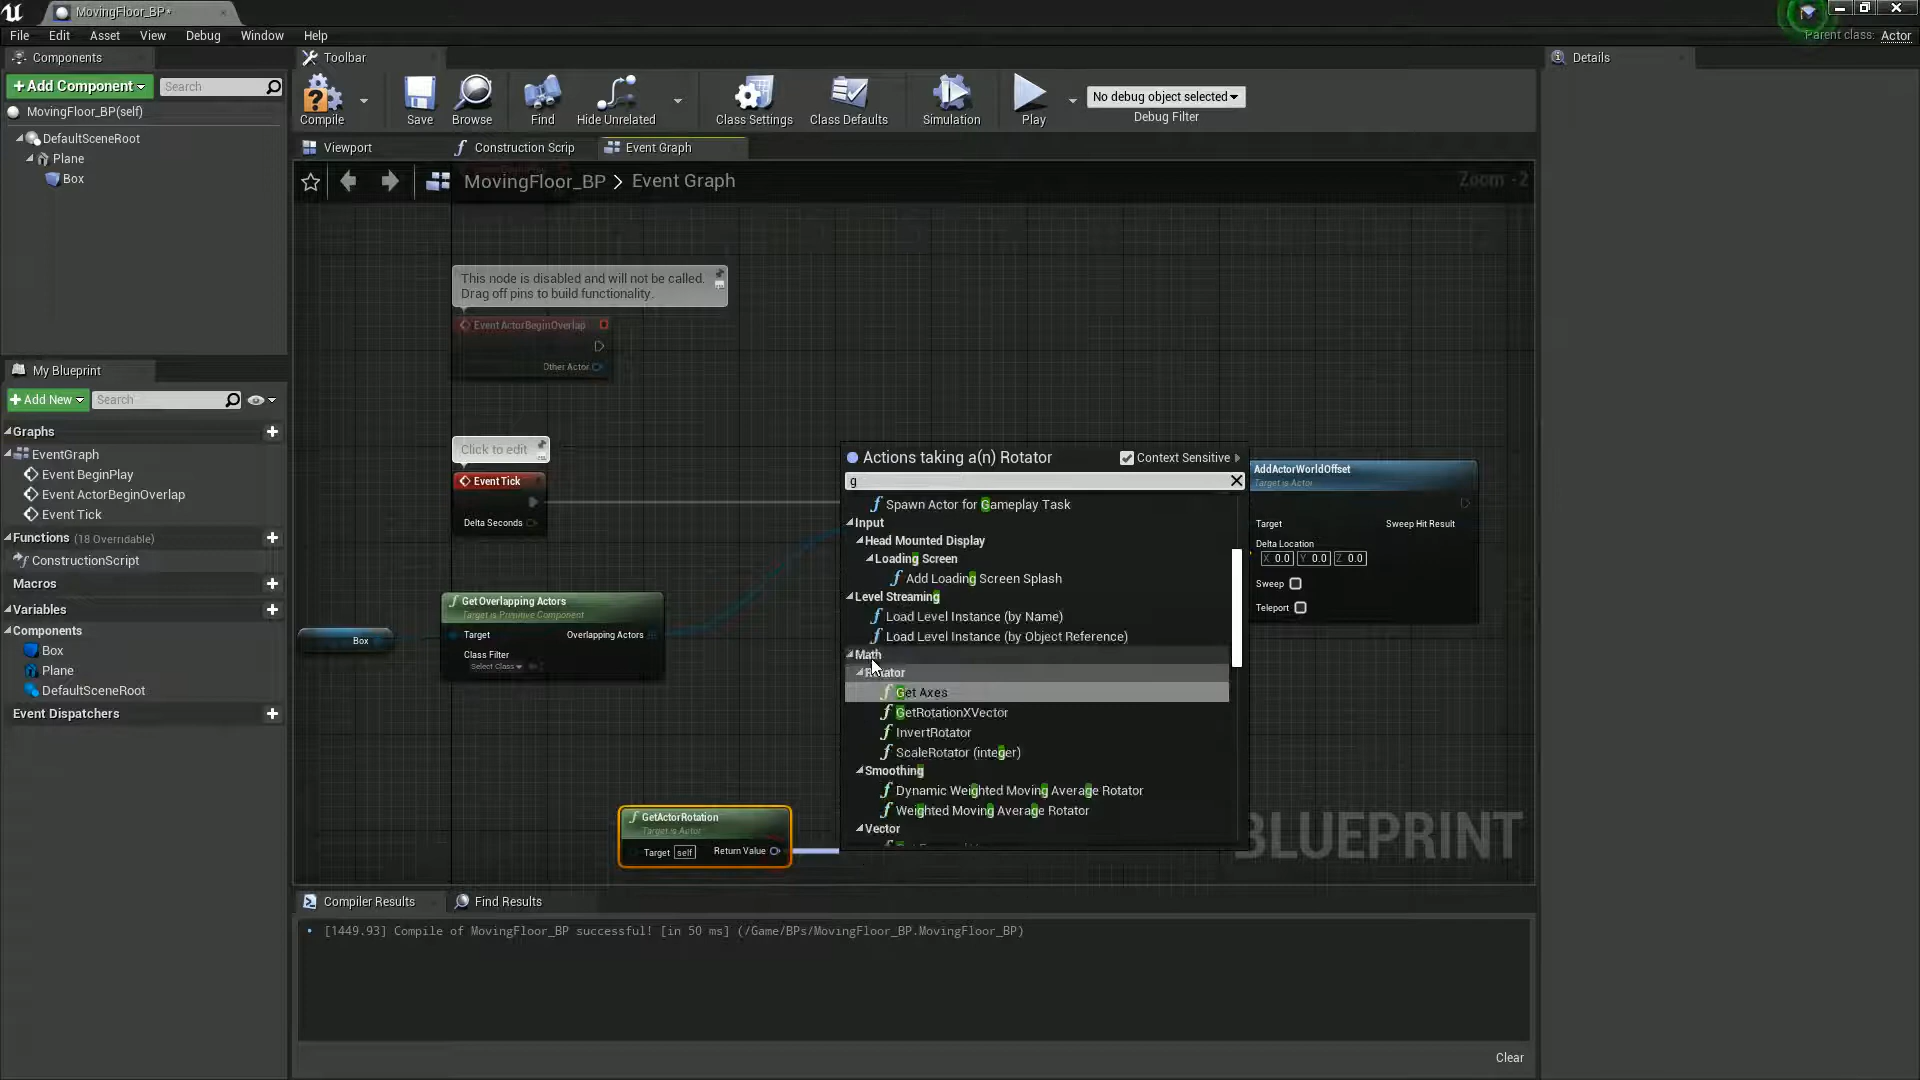 MovingFloor_BP*
File Edit Asset View Debug Window Help
Parent class: Actor
Components
Toolbar
Details
+Add Component
Search
MovingFloor_BP(self)
DefaultSceneRoot
Plane
Box
Compile
Save
Browse
Find
Hide Unrelated
Class Settings
Class Defaults
Simulation
Play
No debug object selected
Debug Filter
Viewport
Construction Scrip
Event Graph
MovingFloor_BP > Event Graph
Zoom -2
This node is disabled and will not be called.
Drag off pins to build functionality.
Event ActorBeginOverlap
Other Actor
My Blueprint
+Add New
Search
Graphs
EventGraph
Event BeginPlay
Event ActorBeginOverlap
Event Tick
Functions (18 Overridable)
ConstructionScript
Macros
Variables
Components
Box
Plane
DefaultSceneRoot
Event Dispatchers
Click to edit
Event Tick
Delta Seconds
Box
GetOverlapping Actors
Target is Primitive Component
Target
Overlapping Actors
Class Filter
Select Class
GetActorRotation
Target is Actor
Target self
Return Value
Actions taking a(n) Rotator
Context Sensitive
g
Spawn Actor for Gameplay Task
Input
Head Mounted Display
Loading Screen
Add Loading Screen Splash
Level Streaming
Load Level Instance (by Name)
Load Level Instance (by Object Reference)
Math
Rotator
Get Axes
GetRotationXVector
InvertRotator
ScaleRotator (integer)
Smoothing
Dynamic Weighted Moving Average Rotator
Weighted Moving Average Rotator
Vector
AddActorWorldOffset
Target is Actor
Target
Sweep Hit Result
Delta Location
X 0.0 Y 0.0 Z 0.0
Sweep
Teleport
BLUEPRINT
Compiler Results
Find Results
[1449.93] Compile of MovingFloor_BP successful! [in 50 ms] (/Game/BPs/MovingFloor_BP.MovingFloor_BP)
Clear